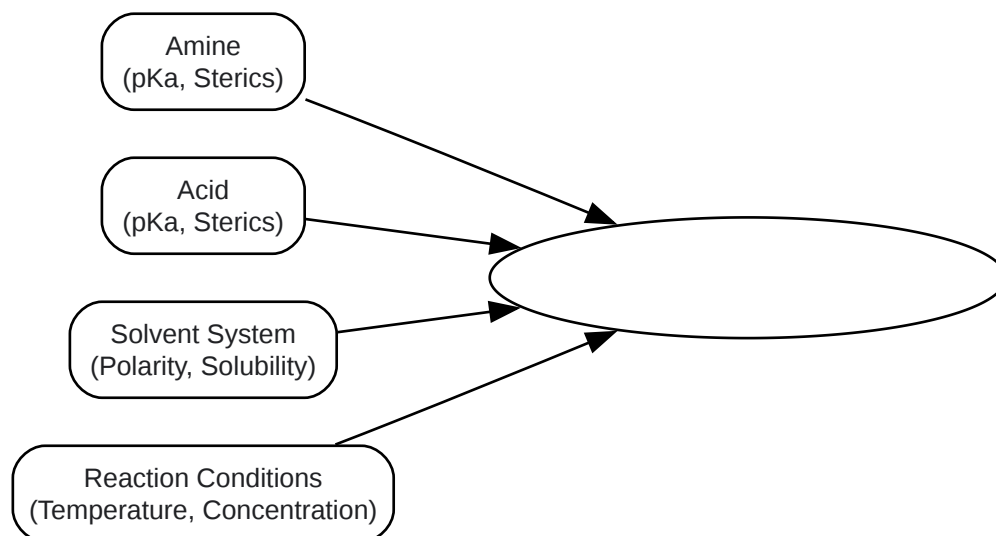 Amine
(pKa, Sterics)
Acid
(pKa, Sterics)
Solvent System
(Polarity, Solubility)
Reaction Conditions
(Temperature, Concentration)